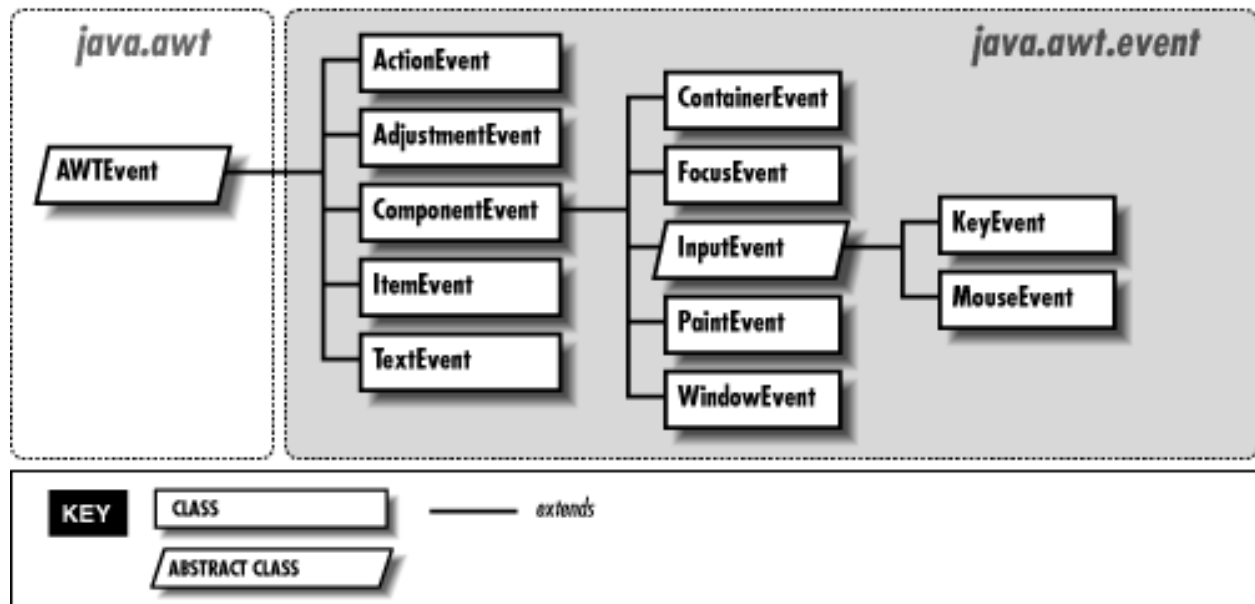 java.awt
java.awt.event
AWTEvent
ActionEvent
AdjustmentEvent
ComponentEvent
ItemEvent
TextEvent
ContainerEvent
FocusEvent
InputEvent
PaintEvent
WindowEvent
KeyEvent
MouseEvent
KEY
CLASS
extends
ABSTRACT CLASS